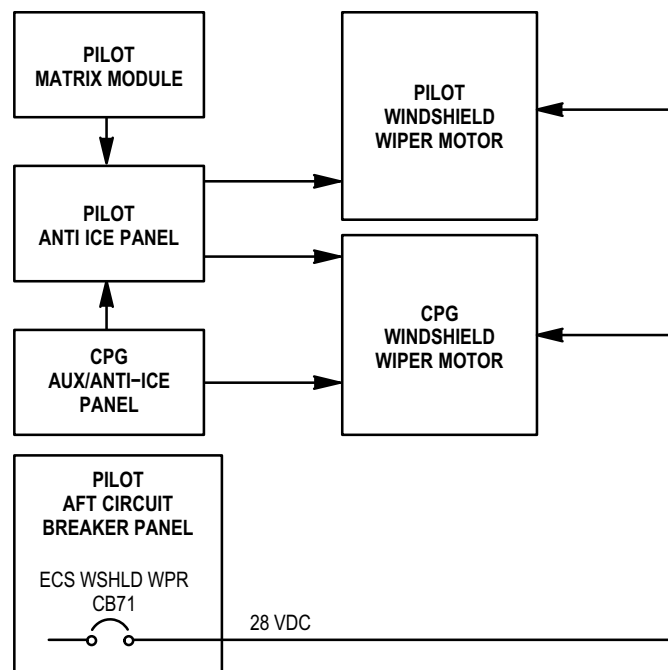 PILOT
MATRIX MODULE
PILOT
WINDSHIELD
WIPER MOTOR
PILOT
ANTI ICE PANEL
CPG
WINDSHIELD
WIPER MOTOR
CPG
AUX/ANTI−ICE
PANEL
PILOT
AFT CIRCUIT
BREAKER PANEL
ECS WSHLD WPR
CB71
28 VDC